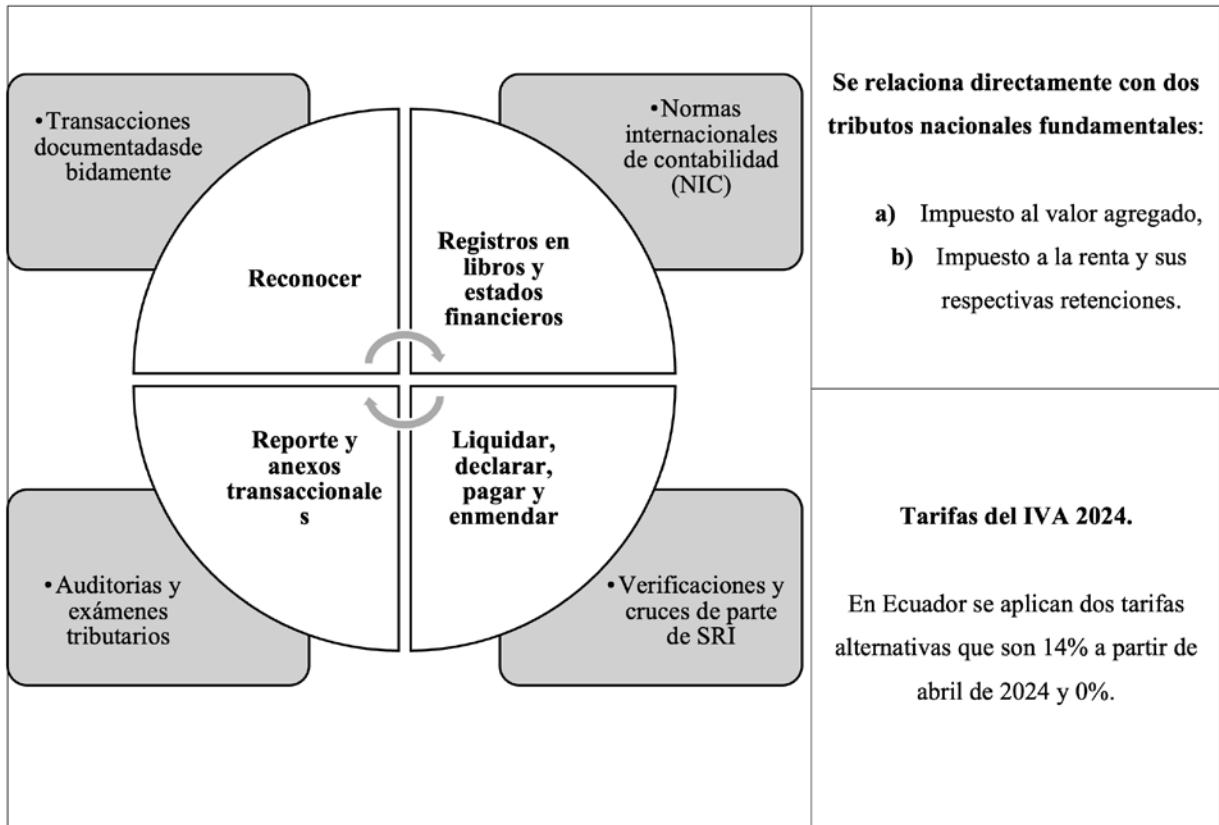 •Transacciones
documentadasde
bidamente
Reconocer
•Normas
internacionales
de contabilidad
(NIC)
Registros en
libros y
estados
financieros
Reporte y
anexos
transaccionale
s
•Auditorias y
exámenes
tributarios
Liquidar,
declarar,
pagar y
enmendar
•Verificaciones y
cruces de parte
de SRI
Se relaciona directamente con dos
tributos nacionales fundamentales:
a) Impuesto al valor agregado,
b) Impuesto a la renta y sus
respectivas retenciones.
Tarifas del IVA 2024.
En Ecuador se aplican dos tarifas
alternativas que son 14% a partir de
abril de 2024 y 0%.